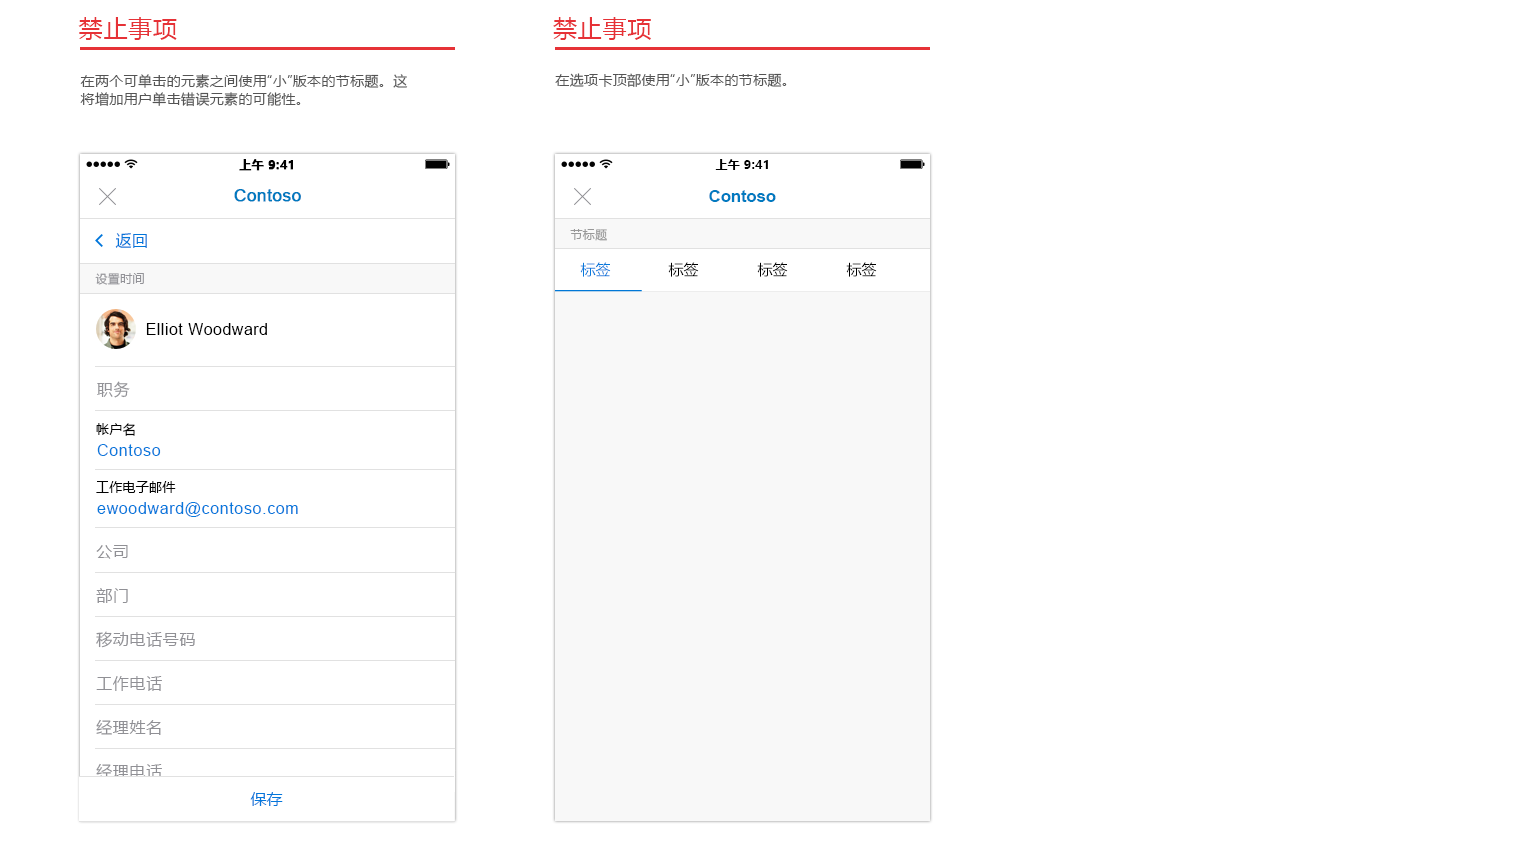 禁止事项
在两个可单击的元素之间使用“小”版本的节标题。这
将增加用户单击错误元素的可能性。
上午 9:41
Contoso
返回
设置时间
Elliot Woodward
职务
帐户名
Contoso
工作电子邮件
ewoodward@contoso.com
公司
部门
移动电话号码
工作电话
经理姓名
经理电话
保存
禁止事项
在选项卡顶部使用“小”版本的节标题。
上午 9:41
Contoso
节标题
标签 标签 标签 标签